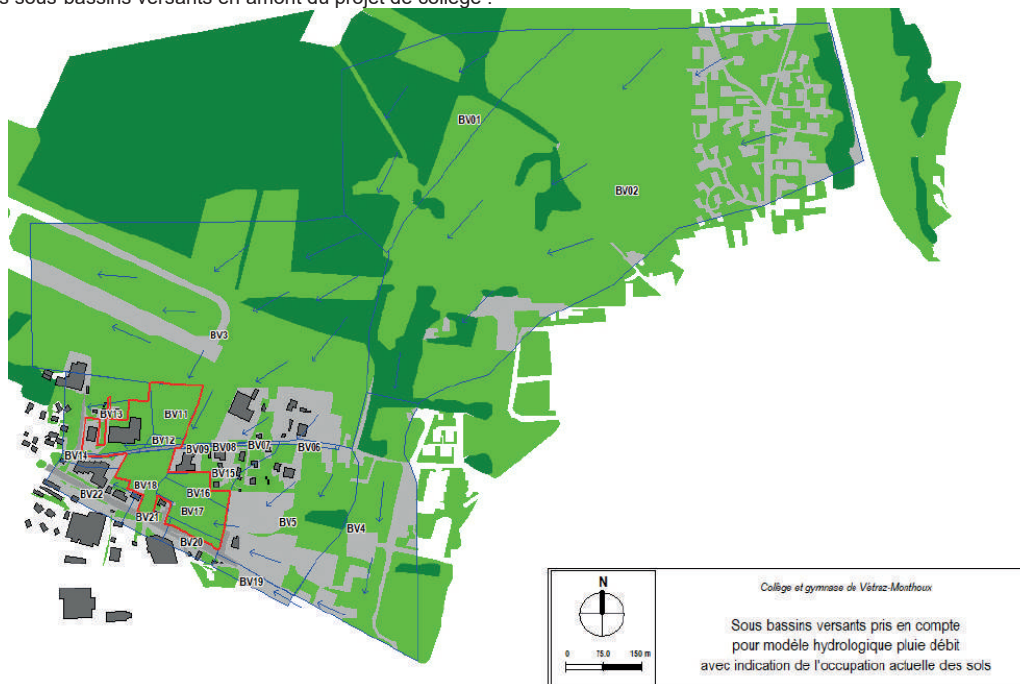 s sous-bassins versants en amont du projet de collège :
BV01
BV02
BV3
BV13
BV11
BV12
BV14
BV09
BV08
BV07
BV06
BV15
BV16
BV18
BV17
BV22
BV21
BV20
BV5
BV4
BV19
N
0 75.0 150 m
Collège et gymnase de Vétraz-Monthoux
Sous bassins versants pris en compte
pour modèle hydrologique pluie débit
avec indication de l'occupation actuelle des sols